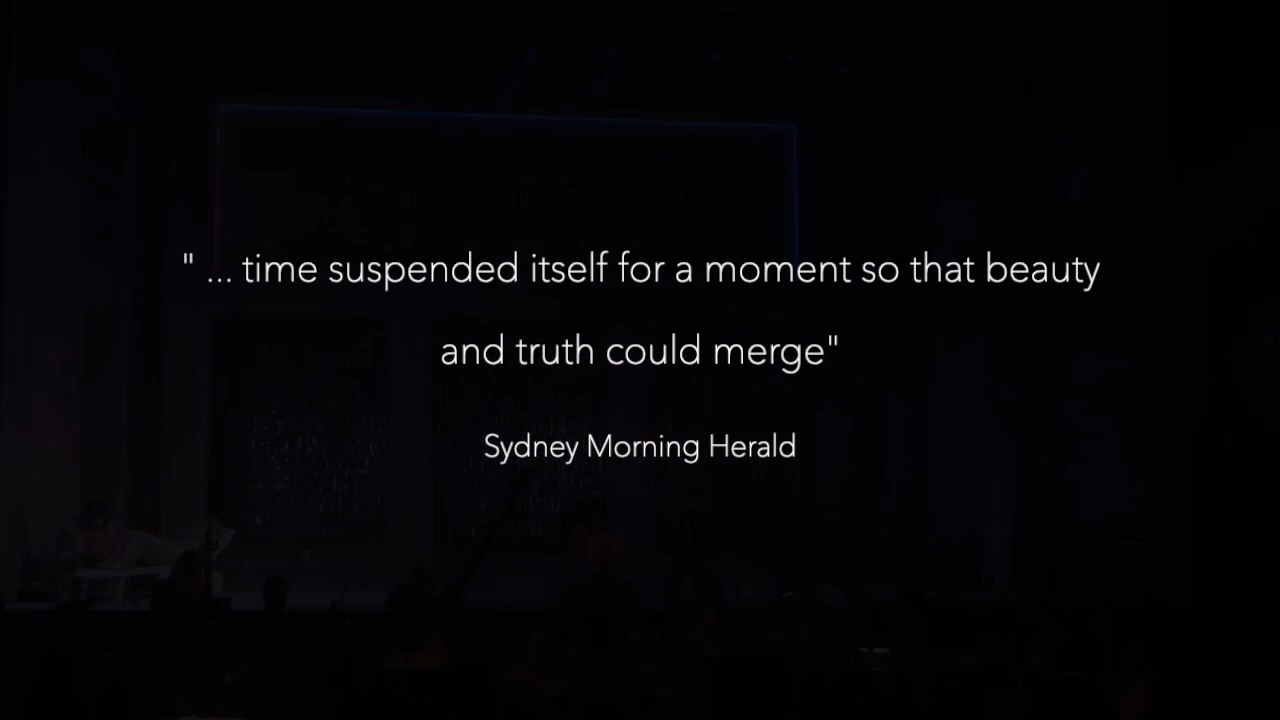 " ... time suspended itself for a moment so that beauty
and truth could merge"
Sydney Morning Herald